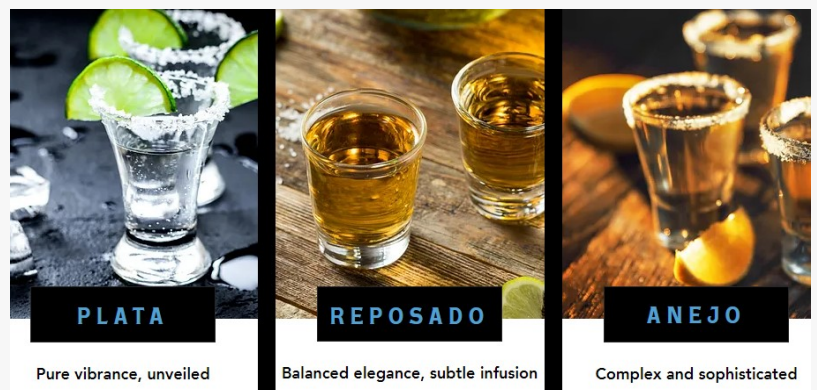 PLATA
Pure vibrance, unveiled
REPOSADO
Balanced elegance, subtle infusion
ANEJO
Complex and sophisticated